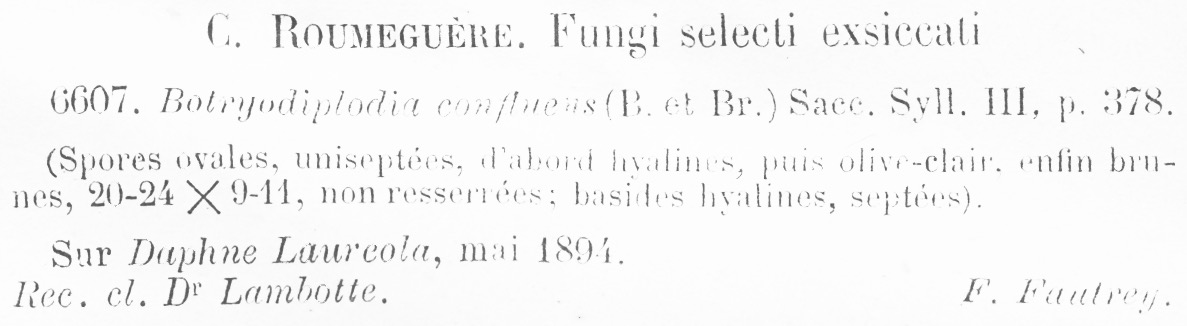 C. ROUMEGUÈRE. Fungi selecti exsiccati
6607. Botryodiplodia confluens (B. et Br.) Sacc. Syll. III, p. 378.
(Spores ovales, uniseptées, d'abord hyalines, puis olive-clair. enfin bru-
nes, 20-24 × 9-11, non resserrées; basides hyalines, septées).
Sur Daphne Laureola, mai 1894.
Rec. cl. Dr Lambotte.
F. Fautrey.